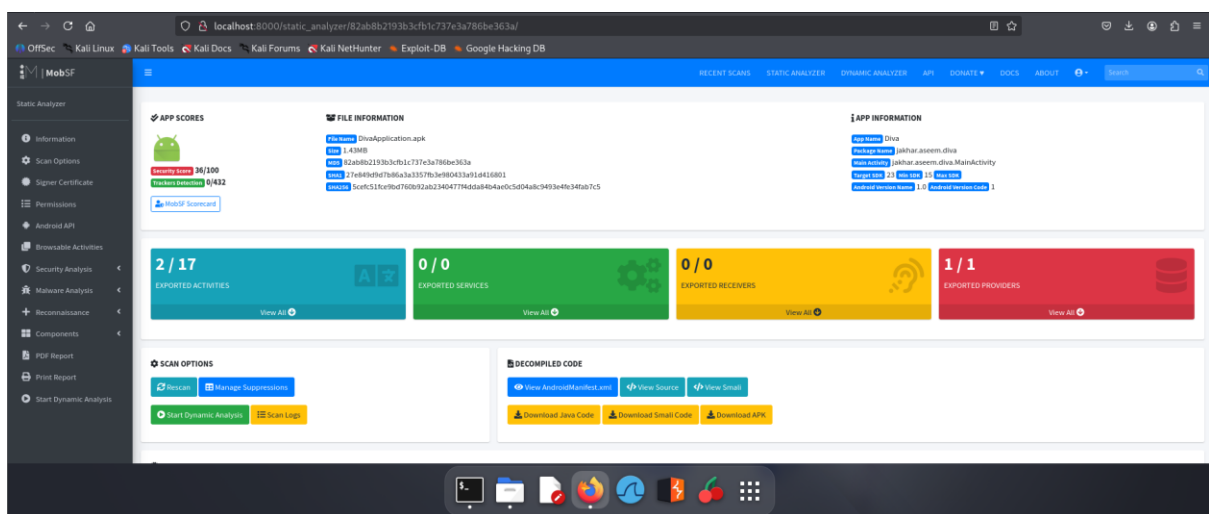 localhost:8000/static_analyzer/82ab8b2193b3cfb1c737e3a786be363a/
OffSec Kali Linux Kali Tools Kali Docs Kali Forums Kali NetHunter Exploit-DB Google Hacking DB
MobSF
RECENT SCANS STATIC ANALYZER DYNAMIC ANALYZER API DONATE ♥ DOCS ABOUT Search
Static Analyzer
Information
Scan Options
Signer Certificate
Permissions
Android API
Browsable Activities
Security Analysis
Malware Analysis
Reconnaissance
Components
PDF Report
Print Report
Start Dynamic Analysis
APP SCORES
Security Score 36/100
Trackers Detection 0/432
MobSF Scorecard
FILE INFORMATION
File Name DivaApplication.apk
Size 1.43MB
MD5 82ab8b2193b3cfb1c737e3a786be363a
SHA1 27e849d9d7b86a3a3357fb3e980433a91d416801
SHA256 5cefc51fce9bd760b92ab2340477f4dda84b4ae0c5d04a8c9493e4fe34fab7c5
APP INFORMATION
App Name Diva
Package Name jakhar.aseem.diva
Main Activity jakhar.aseem.diva.MainActivity
Target SDK 23 Min SDK 15 Max SDK
Android Version Name 1.0 Android Version Code 1
2 / 17
EXPORTED ACTIVITIES
View All
0 / 0
EXPORTED SERVICES
View All
0 / 0
EXPORTED RECEIVERS
View All
1 / 1
EXPORTED PROVIDERS
View All
SCAN OPTIONS
Rescan Manage Suppressions
Start Dynamic Analysis Scan Logs
DECOMPILED CODE
View AndroidManifest.xml View Source View Smali
Download Java Code Download Smali Code Download APK